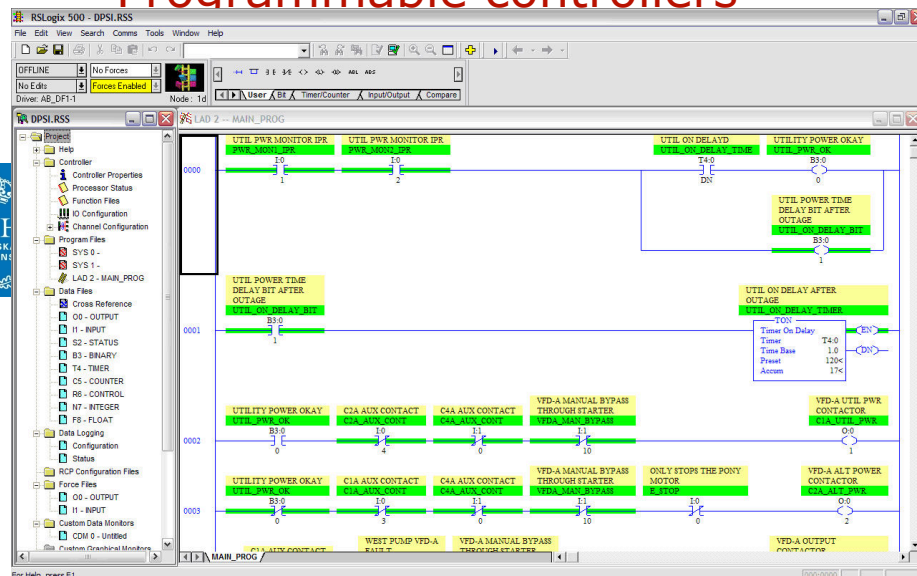 Programmable controllers
RSLogix 500 - DPSI.RSS
File Edit View Search Comms Tools Window Help
OFFLINE No Forces
No Edits Forces Enabled
Driver: AB_DF1-1 Node: 1d
ABL ABS
User Bit Timer/Counter Input/Output Compare
DPSI.RSS
Project
Help
Controller
Controller Properties
Processor Status
Function Files
IO Configuration
Channel Configuration
Program Files
SYS 0 -
SYS 1 -
LAD 2 - MAIN_PROG
Data Files
Cross Reference
O0 - OUTPUT
I1 - INPUT
S2 - STATUS
B3 - BINARY
T4 - TIMER
C5 - COUNTER
R6 - CONTROL
N7 - INTEGER
F8 - FLOAT
Data Logging
Configuration
Status
RCP Configuration Files
Force Files
O0 - OUTPUT
I1 - INPUT
Custom Data Monitors
CDM 0 - Untitled
Custom Graphical Monitors
LAD 2 -- MAIN_PROG
UTIL PWR MONITOR IPR UTIL PWR MONITOR IPR UTIL ON DELAYD UTILITY POWER OKAY
PWR_MON1_IPR PWR_MON2_IPR UTIL_ON_DELAY_TIME UTIL_PWR_OK
I:0 I:0 T4:0 B3:0
0000
1 2 DN 0
UTIL POWER TIME
DELAY BIT AFTER
OUTAGE
UTIL_ON_DELAY_BIT
B3:0
1
UTIL POWER TIME
DELAY BIT AFTER UTIL ON DELAY AFTER
OUTAGE OUTAGE
UTIL_ON_DELAY_BIT UTIL_ON_DELAY_TIMER
B3:0 TON
0001 Timer On Delay EN
1 Timer T4:0
Time Base 1.0 DN
Preset 120<
Accum 17<
VFD-A MANUAL BYPASS VFD-A UTIL PWR
UTILITY POWER OKAY C2A AUX CONTACT C4A AUX CONTACT THROUGH STARTER CONTACTOR
UTIL_PWR_OK C2A_AUX_CONT C4A_AUX_CONT VFDA_MAN_BYPASS C1A_UTIL_PWR
B3:0 I:0 I:1 I:1 O:0
0002
0 4 0 10 1
VFD-A MANUAL BYPASS ONLY STOPS THE PONY VFD-A ALT POWER
UTILITY POWER OKAY C1A AUX CONTACT C4A AUX CONTACT THROUGH STARTER MOTOR CONTACTOR
UTIL_PWR_OK C1A_AUX_CONT C4A_AUX_CONT VFDA_MAN_BYPASS E_STOP C2A_ALT_PWR
B3:0 I:0 I:1 I:1 I:0 O:0
0003
0 3 0 10 0 2
WEST PUMP VFD-A VFD-A MANUAL BYPASS VFD-A OUTPUT
C1A AUX CONTACT FAULT THROUGH STARTER CONTACTOR
MAIN_PROG
For Help, press F1